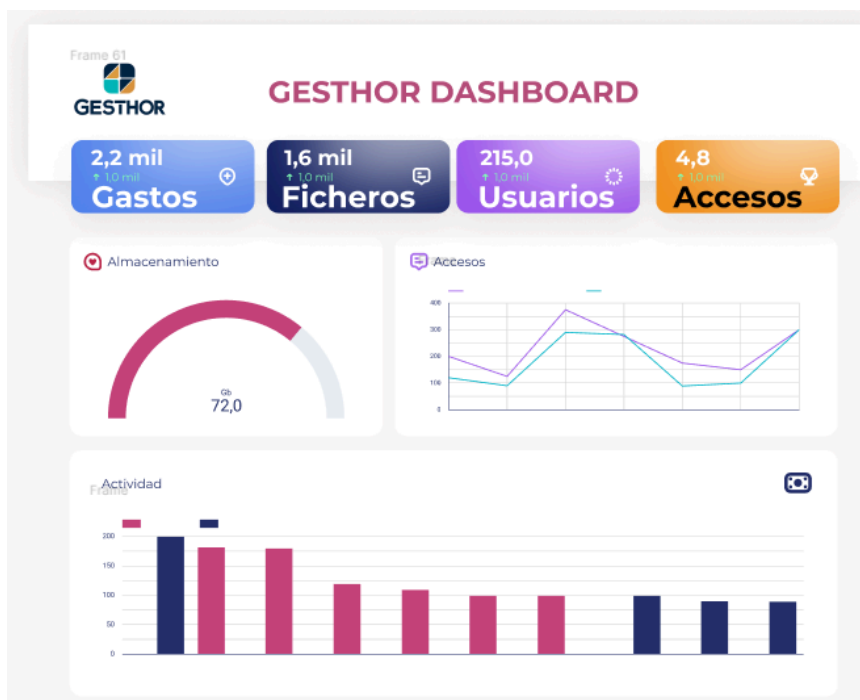 Frame 61
GESTHOR
GESTHOR DASHBOARD
2,2 mil
↑ 1,0 mil
Gastos
1,6 mil
↑ 1,0 mil
Ficheros
215,0
↑ 1,0 mil
Usuarios
4,8
↑ 1,0 mil
Accesos
Almacenamiento
Gb
72,0
Accesos
400
300
200
100
0
Actividad
Frame
200
150
100
50
0